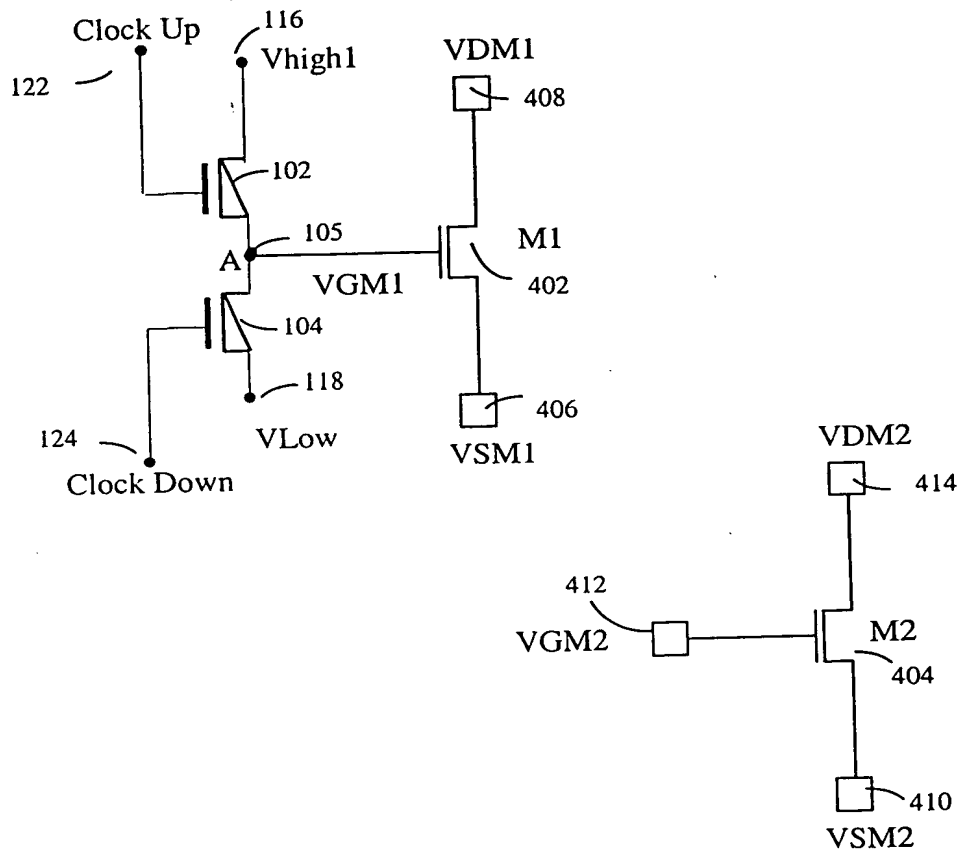 Clock Up
116
Vhigh1
VDM1
122
408
102
105
A
M1
VGM1
402
104
118
406
VLow
VSM1
124
Clock Down
VDM2
414
412
VGM2
M2
404
410
VSM2